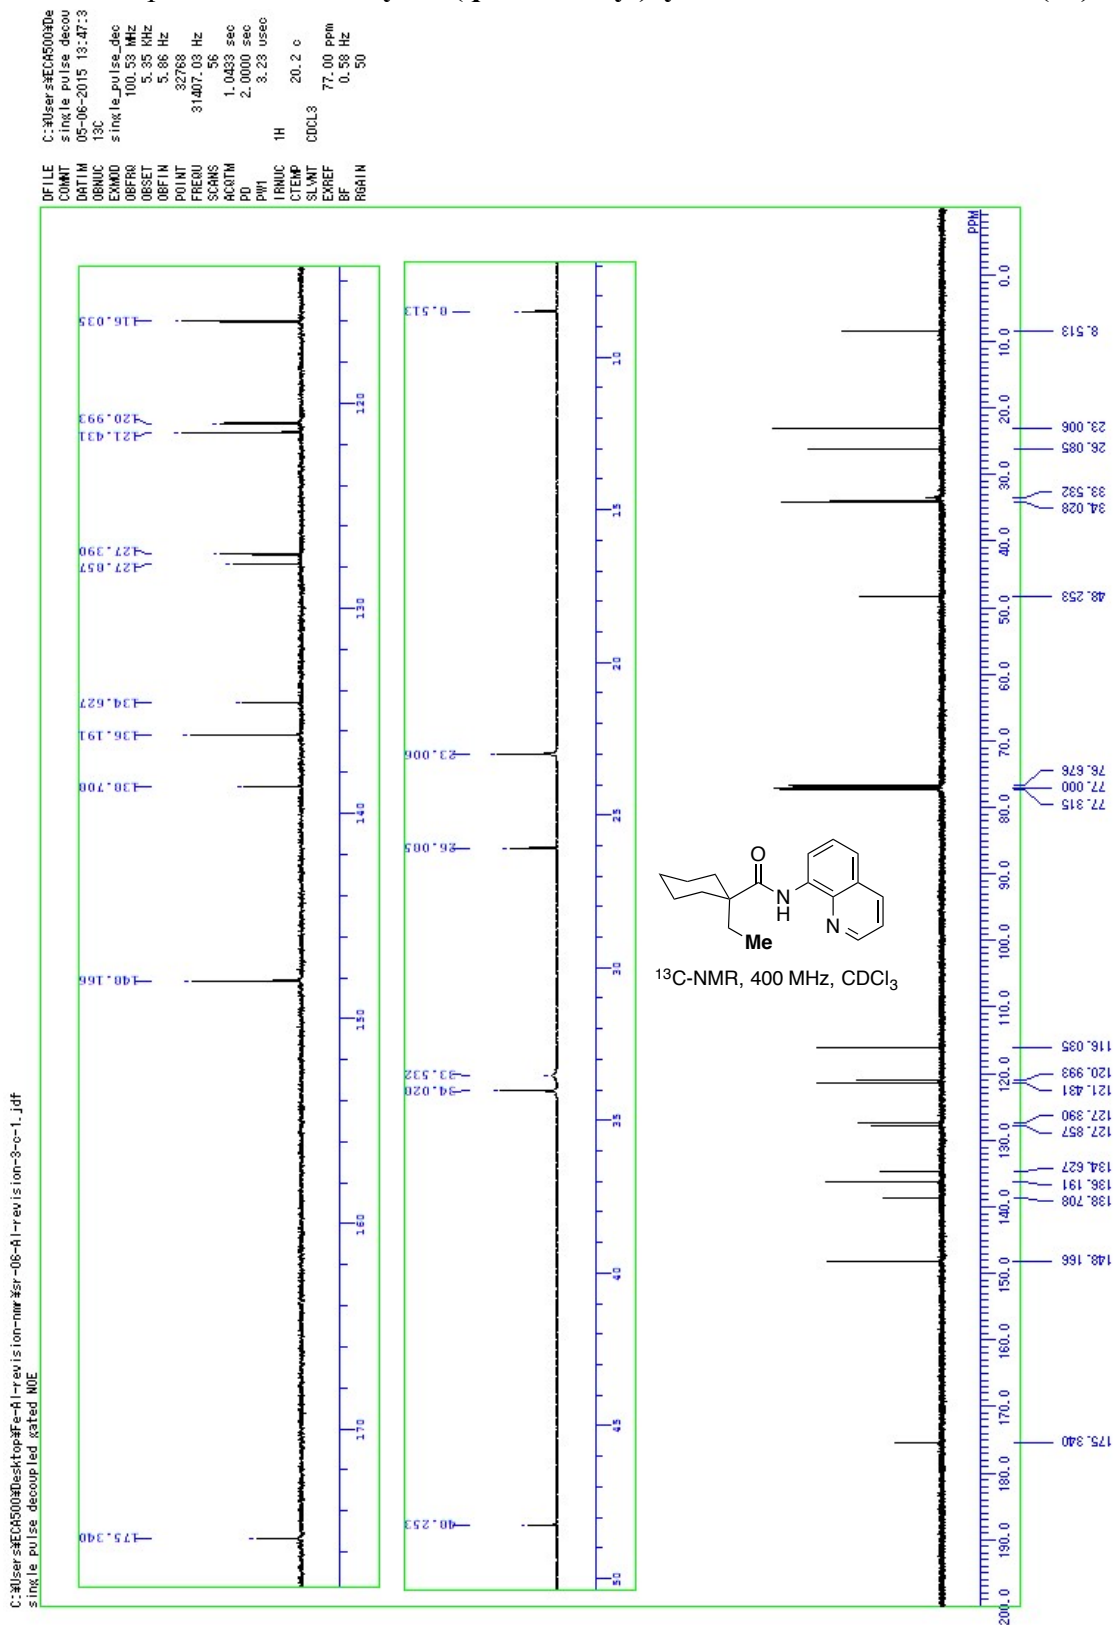 C:¥Users¥ECA500¥Desktop¥Fe-Al-revision-nmr¥sr-06-Al-revision-3-c-1.jdf
single pulse decoupled gated NOE
DFILE C:¥Users¥ECA500¥De
COMNT single pulse decou
DATIM 05-06-2015 13:47:3
OBNUC 13C
EXMOD single_pulse_dec
OBFRQ 100.53 MHz
OBSET 5.35 KHz
OBFIN 5.86 Hz
POINT 32768
FREQU 31407.03 Hz
SCANS 56
ACQTM 1.0433 sec
PD 2.0000 sec
PW1 3.23 usec
IRNUC 1H
CTEMP 20.2 c
SLVNT CDCL3
EXREF 77.00 ppm
BF 0.58 Hz
RGAIN 50
116.035
120.993
121.431
127.390
127.857
134.627
136.191
138.708
148.166
175.340
120
130
140
150
160
170
8.513
23.006
26.085
33.532
34.028
48.253
10
15
20
25
30
35
40
45
50
O
N
H
N
Me
13C-NMR, 400 MHz, CDCl3
PPM
0.0
10.0
20.0
30.0
40.0
50.0
60.0
70.0
80.0
90.0
100.0
110.0
120.0
130.0
140.0
150.0
160.0
170.0
180.0
190.0
200.0
8.513
23.006
26.085
33.532
34.028
48.253
76.676
77.000
77.315
116.035
120.993
121.431
127.390
127.857
134.627
136.191
138.708
148.166
175.340